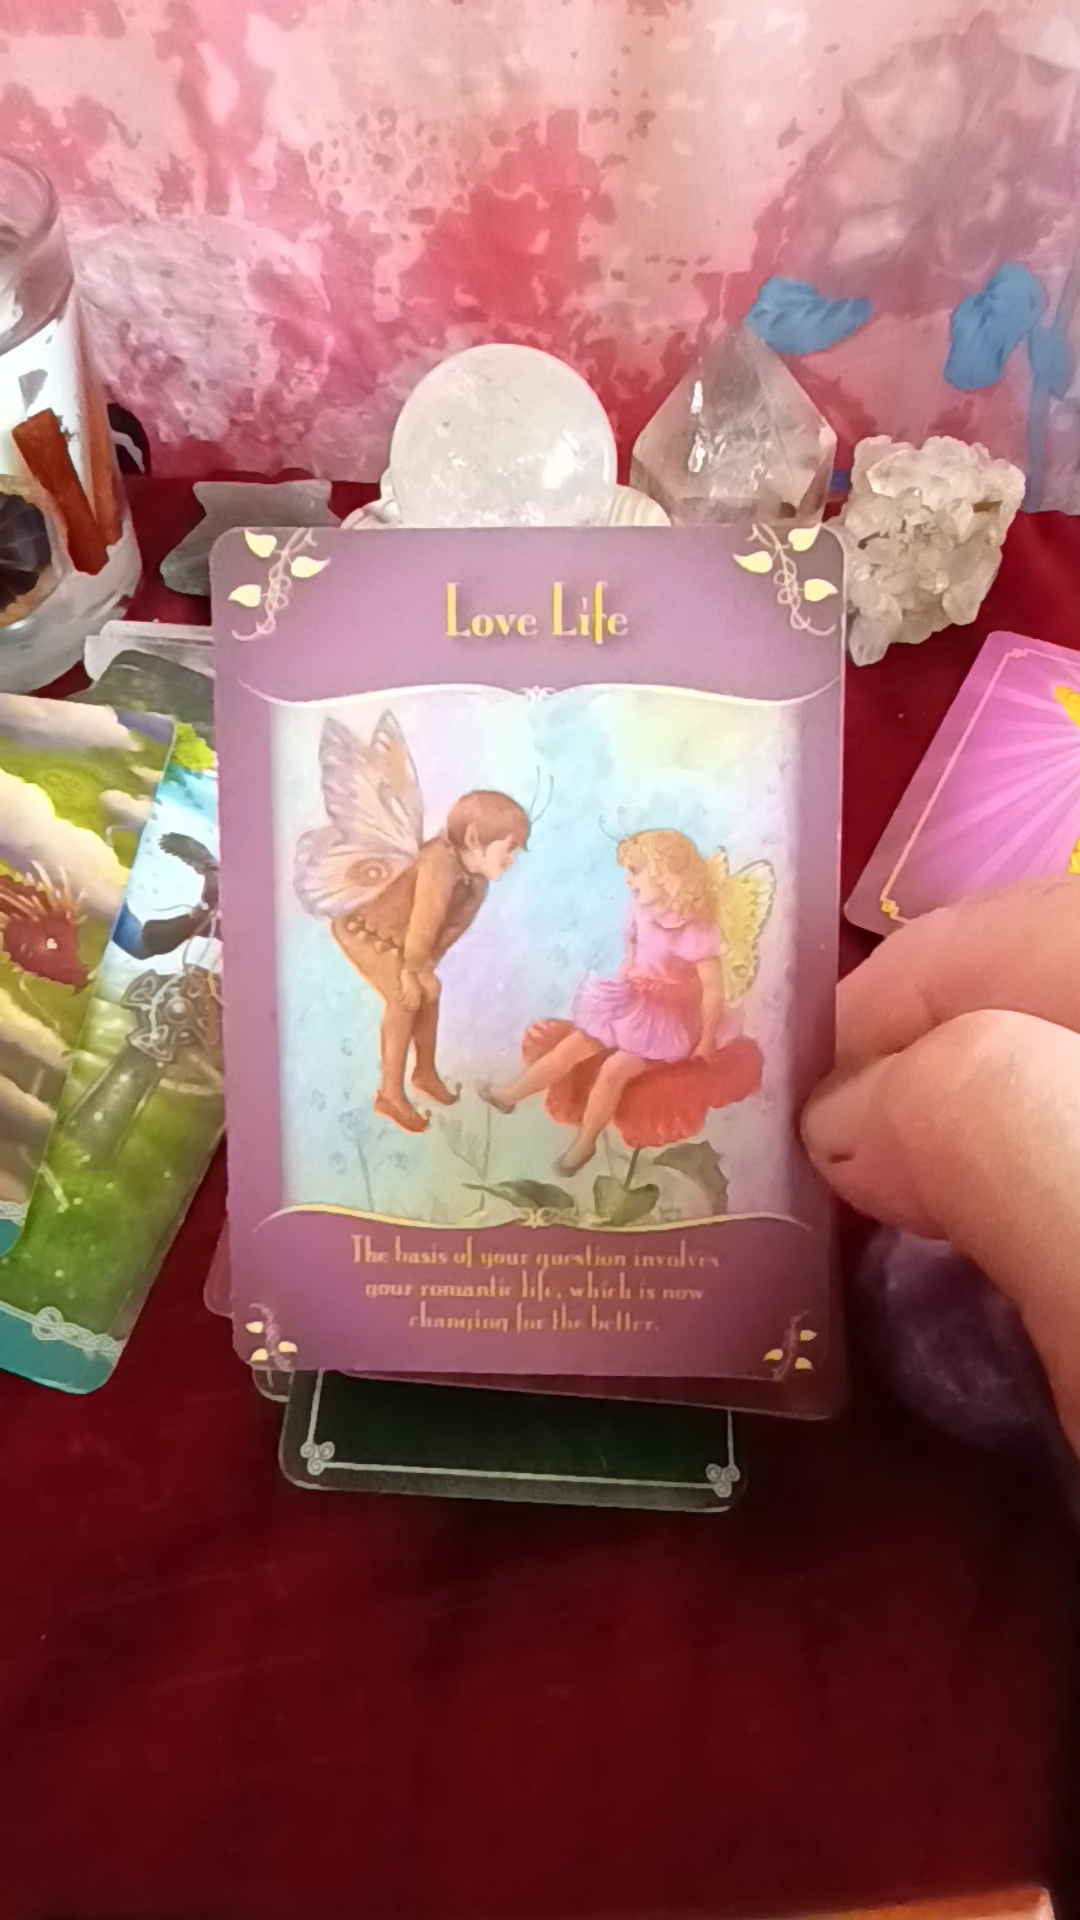 Love Life
The basis of your question involves
your romantic life, which is now
changing for the better.